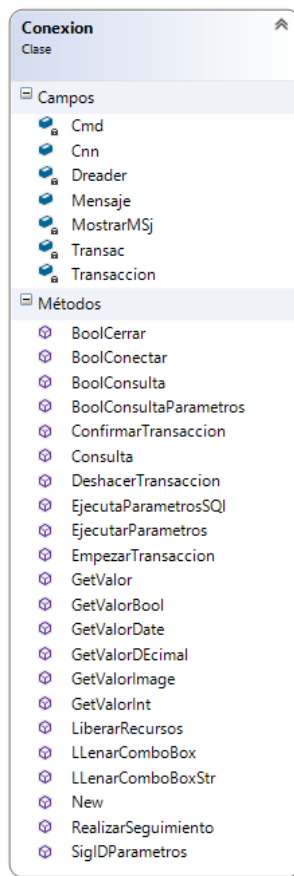 Conexion
Clase
Campos
Cmd
Cnn
Dreader
Mensaje
MostrarMSj
Transac
Transaccion
Métodos
BoolCerrar
BoolConectar
BoolConsulta
BoolConsultaParametros
ConfirmarTransaccion
Consulta
DeshacerTransaccion
EjecutaParametrosSQl
EjecutarParametros
EmpezarTransaccion
GetValor
GetValorBool
GetValorDate
GetValorDEcimal
GetValorImage
GetValorInt
LiberarRecursos
LLenarComboBox
LLenarComboBoxStr
New
RealizarSeguimiento
SigIDParametros